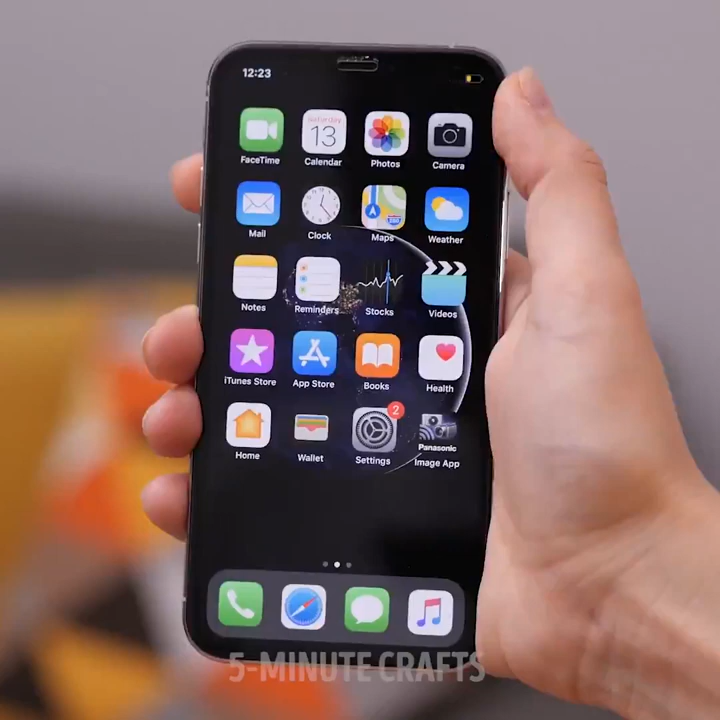 12:23
FaceTime
Saturday
13
Calendar
Photos
Camera
Mail
Clock
Maps
Weather
Notes
Reminders
Stocks
Videos
iTunes Store
App Store
Books
Health
Home
Wallet
2
Settings
Panasonic
Image App
5-MINUTE CRAFTS